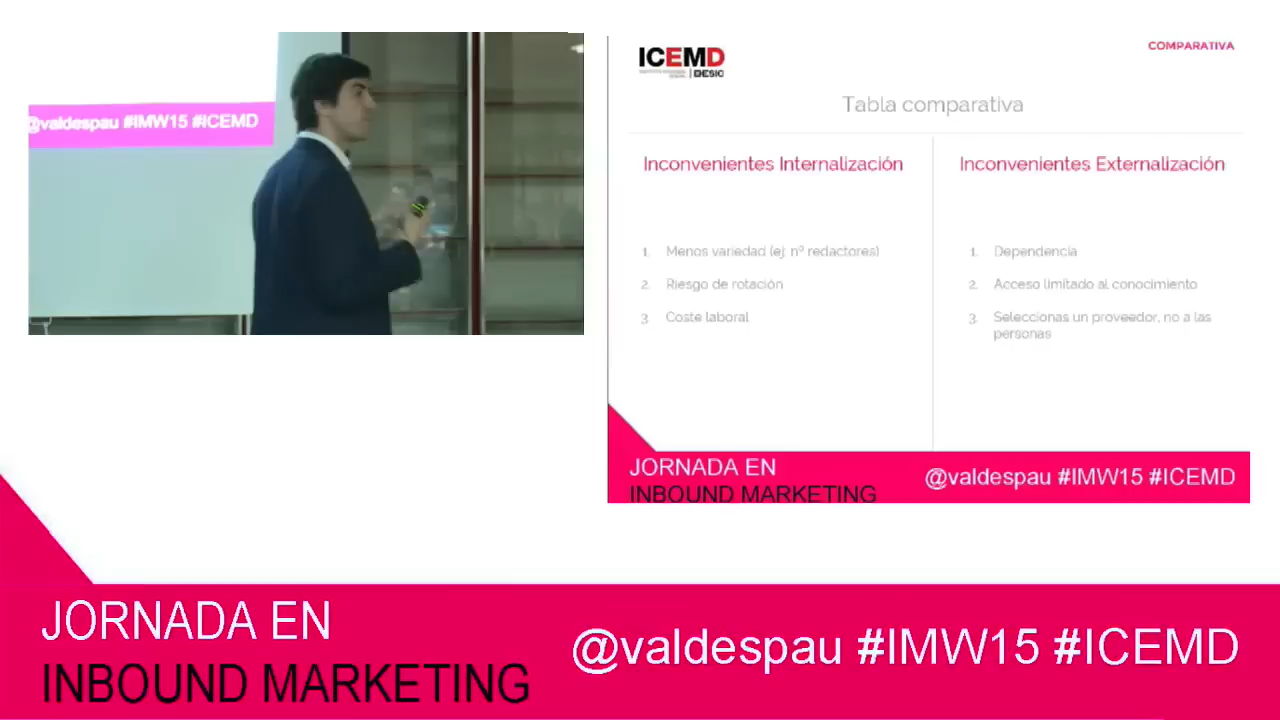 @valdespau #IMW15 #ICEMD
ICEMD
ESIC
COMPARATIVA
Tabla comparativa
Inconvenientes Internalización
1. Menos variedad (ej: nº redactores)
2. Riesgo de rotación
3. Coste laboral
Inconvenientes Externalización
1. Dependencia
2. Acceso limitado al conocimiento
3. Seleccionas un proveedor, no a las
personas
JORNADA EN
INBOUND MARKETING
@valdespau #IMW15 #ICEMD
JORNADA EN
INBOUND MARKETING
@valdespau #IMW15 #ICEMD